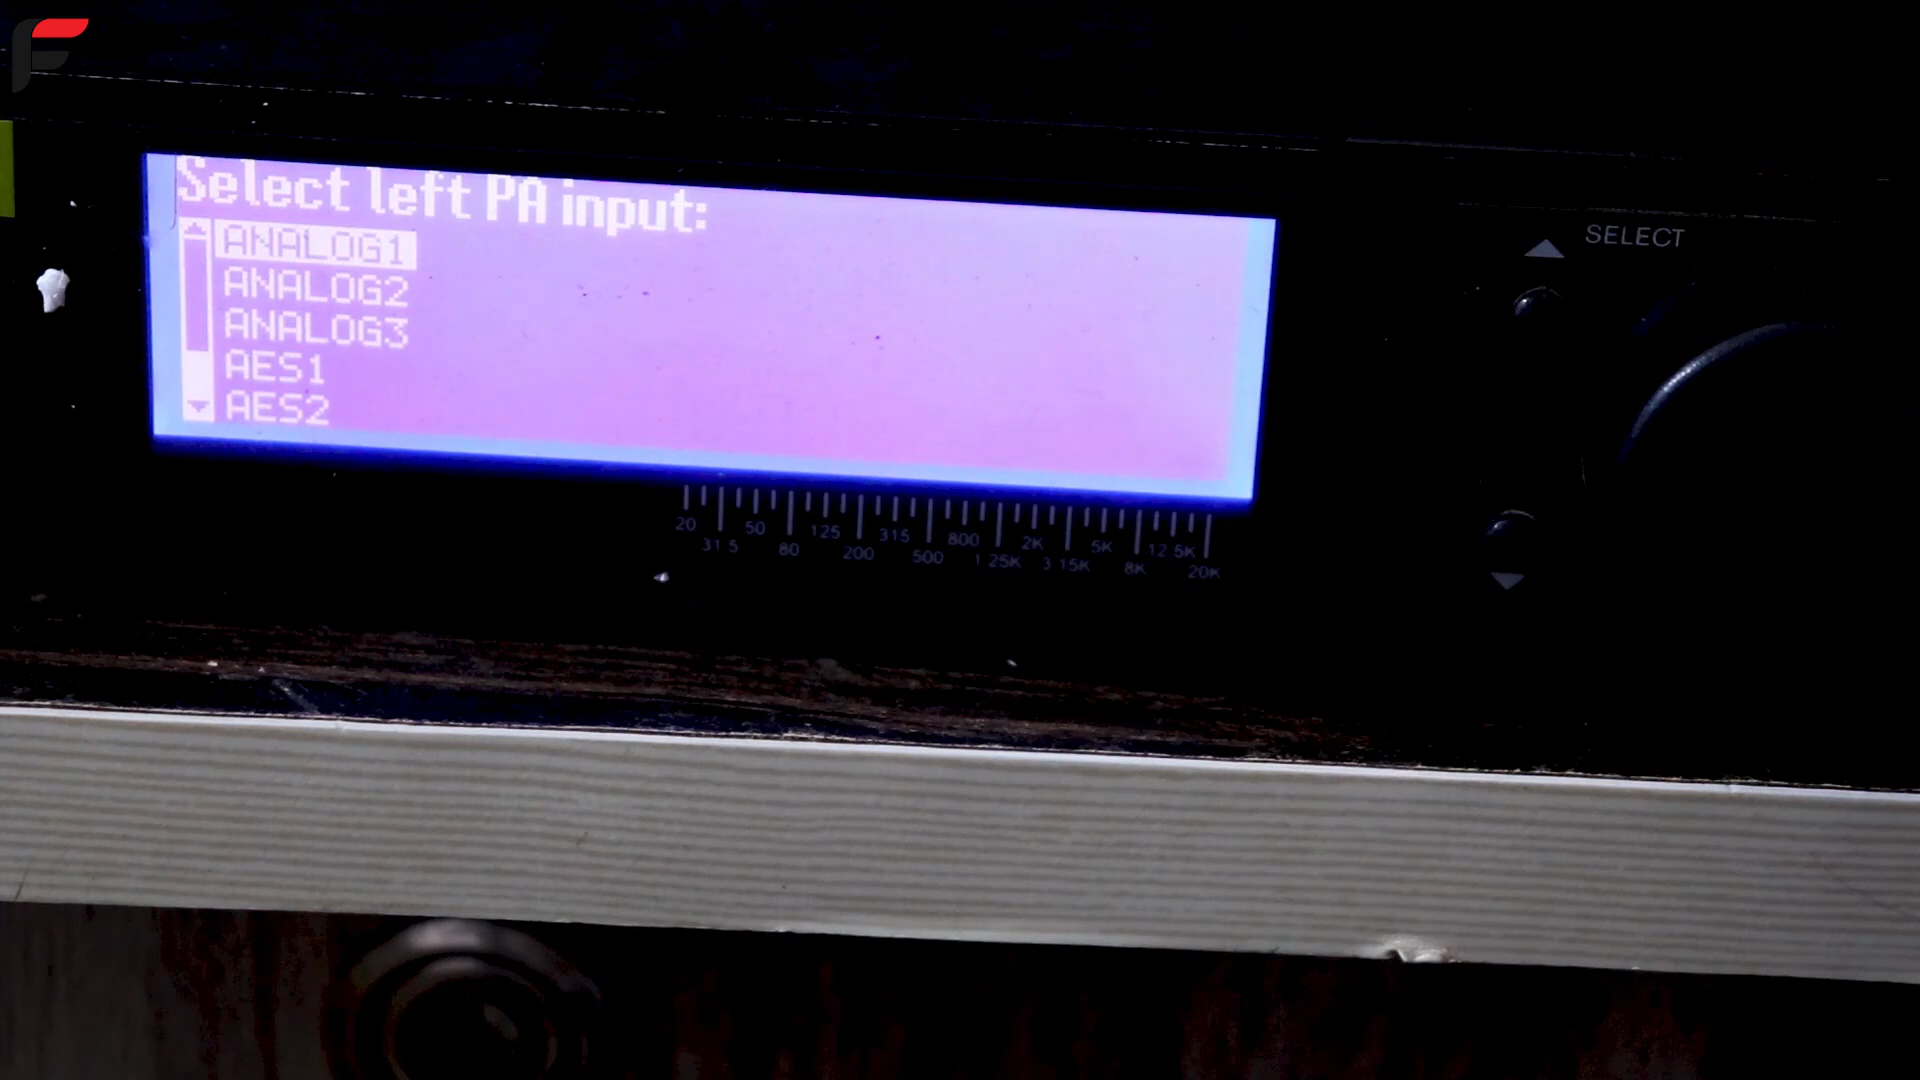 Select left PA input:
ANALOG1
ANALOG2
ANALOG3
AES1
AES2
SELECT
20 50 125 315 800 2K 5K 12 5K
31 5 80 200 500 1 25K 3 15K 8K 20K